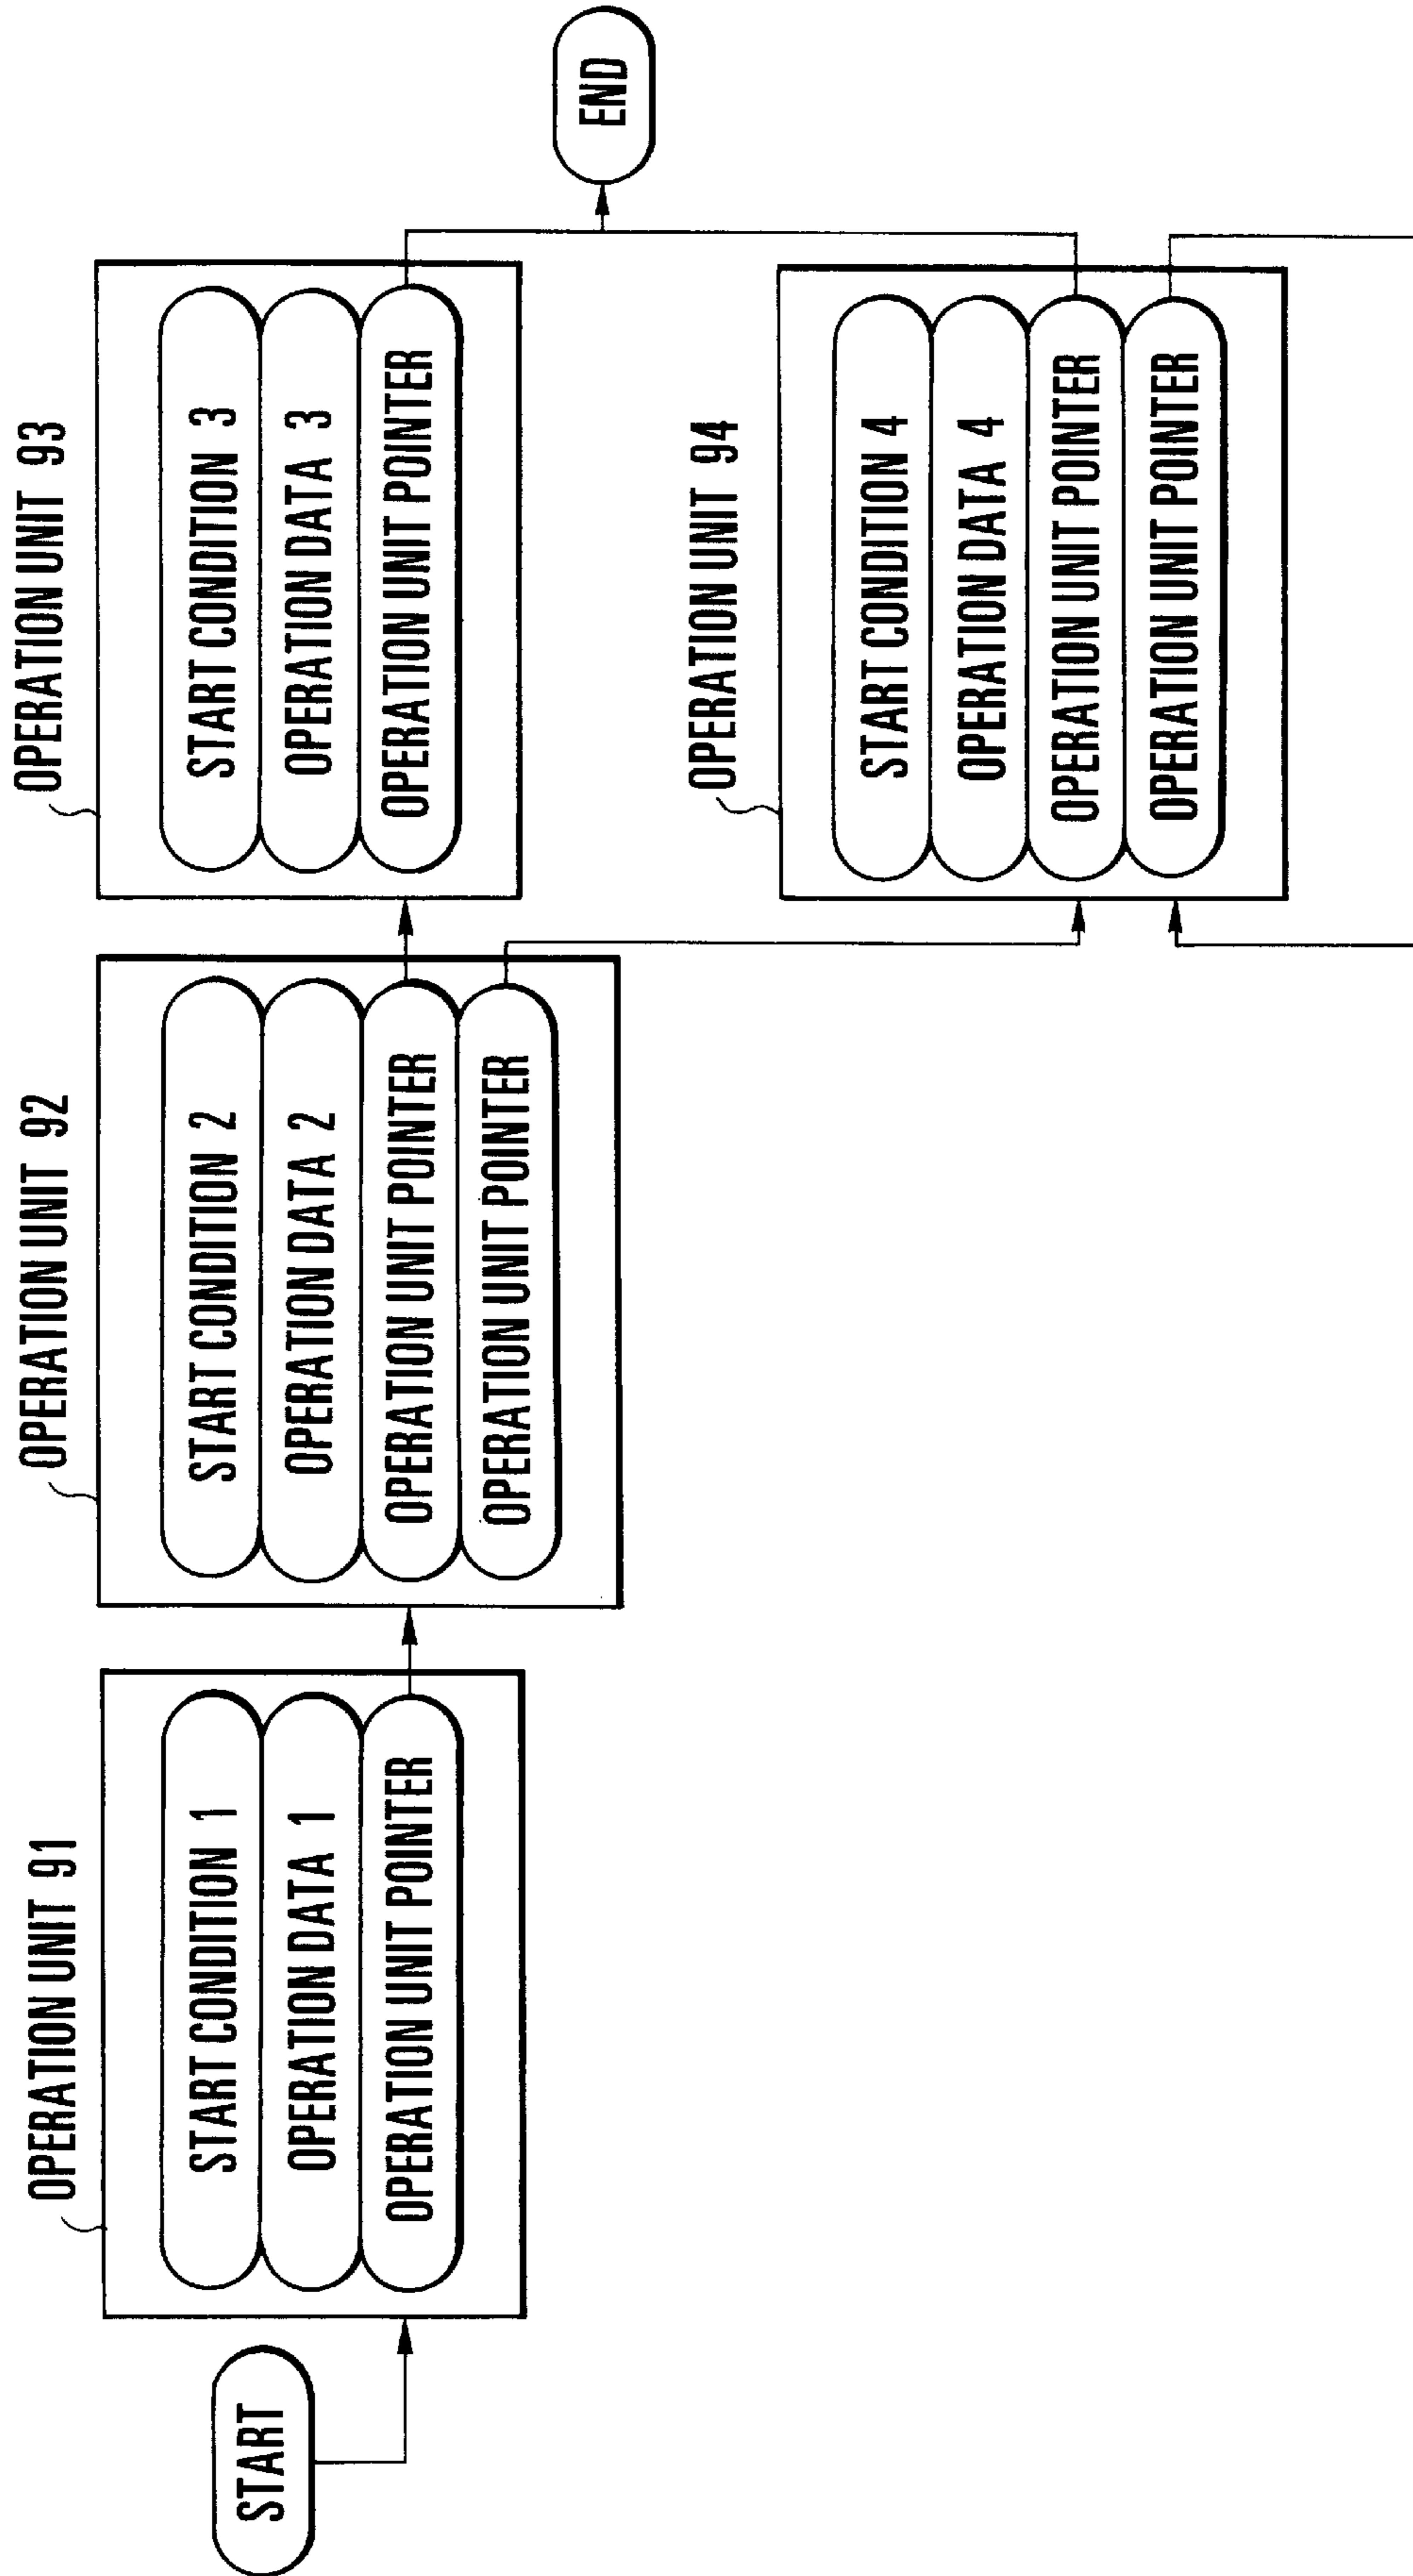 START
OPERATION UNIT 91
START CONDITION 1
OPERATION DATA 1
OPERATION UNIT POINTER
OPERATION UNIT 92
START CONDITION 2
OPERATION DATA 2
OPERATION UNIT POINTER
OPERATION UNIT POINTER
OPERATION UNIT 93
START CONDITION 3
OPERATION DATA 3
OPERATION UNIT POINTER
END
OPERATION UNIT 94
START CONDITION 4
OPERATION DATA 4
OPERATION UNIT POINTER
OPERATION UNIT POINTER